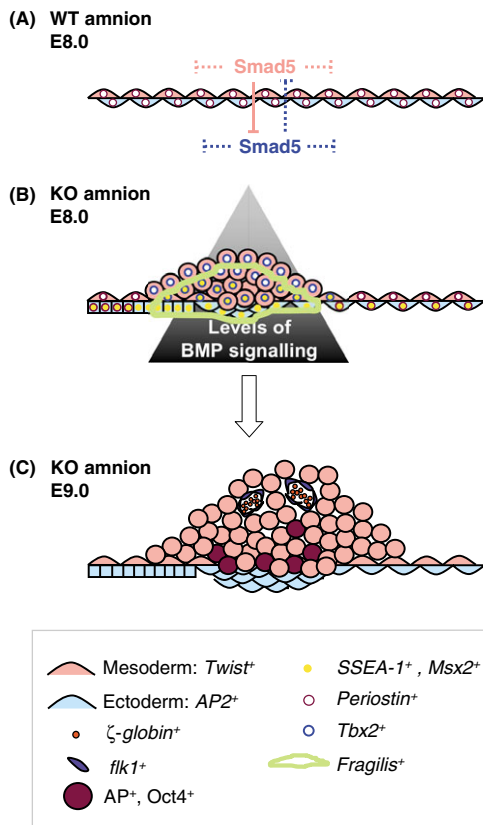 (A) WT amnion
E8.0
Smad5
Smad5
(B) KO amnion
E8.0
Levels of
BMP signalling
(C) KO amnion
E9.0
Mesoderm: Twist⁺
Ectoderm: AP2⁺
ζ-globin⁺
flk1⁺
AP⁺, Oct4⁺
SSEA-1⁺ , Msx2⁺
Periostin⁺
Tbx2⁺
Fragilis⁺